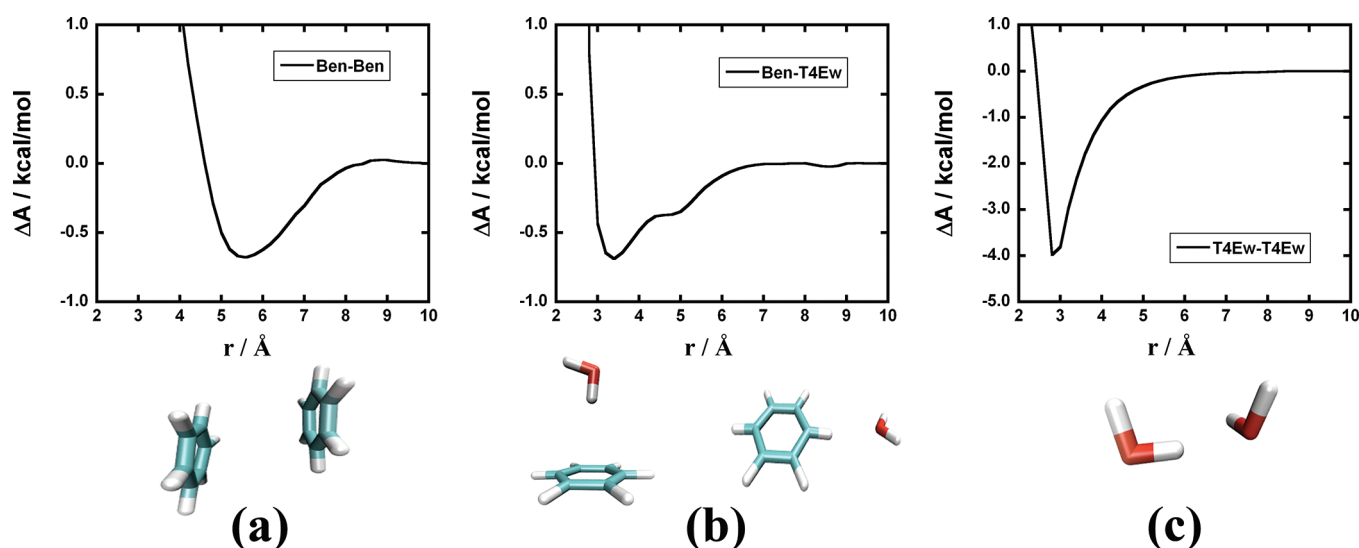 ΔA / kcal/mol
1.0
0.5
0.0
-0.5
-1.0
Ben-Ben
2 3 4 5 6 7 8 9 10
r / Å
(a)
ΔA / kcal/mol
1.0
0.5
0.0
-0.5
-1.0
Ben-T4Ew
2 3 4 5 6 7 8 9 10
r / Å
(b)
ΔA / kcal/mol
1.0
0.0
-1.0
-2.0
-3.0
-4.0
-5.0
T4Ew-T4Ew
2 3 4 5 6 7 8 9 10
r / Å
(c)